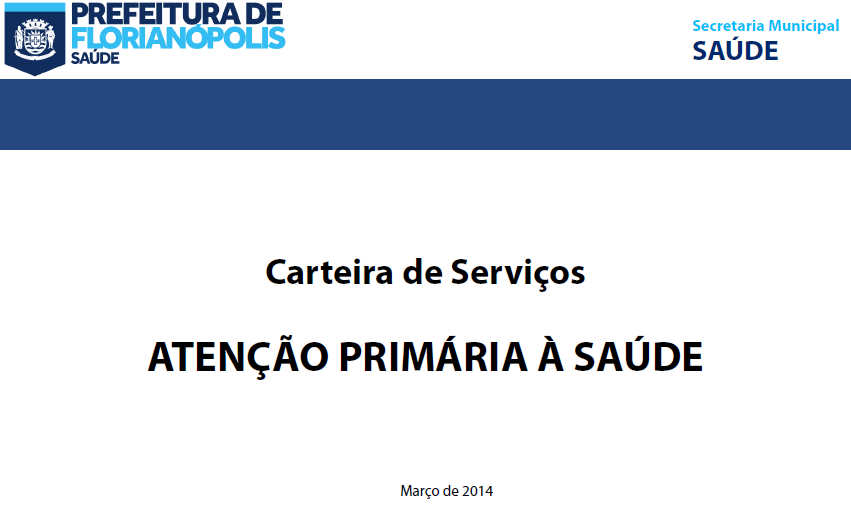 PREFEITURA DE
FLORIANÓPOLIS
SAÚDE
Secretaria Municipal
SAÚDE
Carteira de Serviços
ATENÇÃO PRIMÁRIA À SAÚDE
Março de 2014